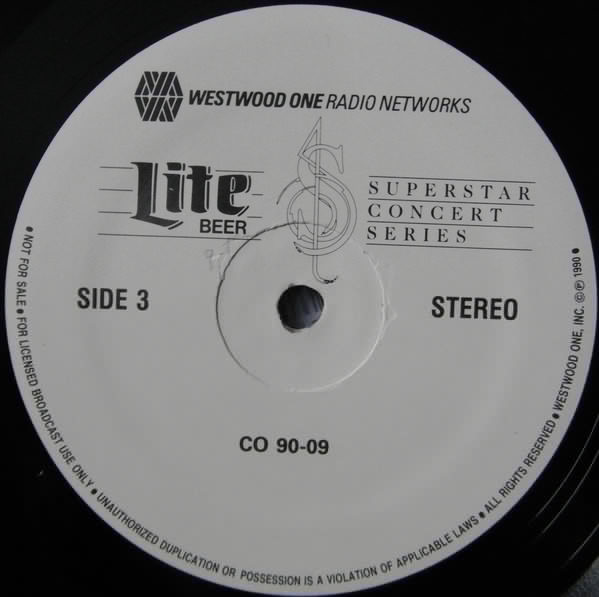 WESTWOOD ONE RADIO NETWORKS
Lite
BEER
SUPERSTAR
CONCERT
SERIES
SIDE 3
STEREO
CO 90-09
● NOT FOR SALE ● FOR LICENSED BROADCAST USE ONLY ● UNAUTHORIZED DUPLICATION OR POSSESSION IS A VIOLATION OF APPLICABLE LAWS ● ALL RIGHTS RESERVED ● WESTWOOD ONE, INC. © ℗ 1990 ●